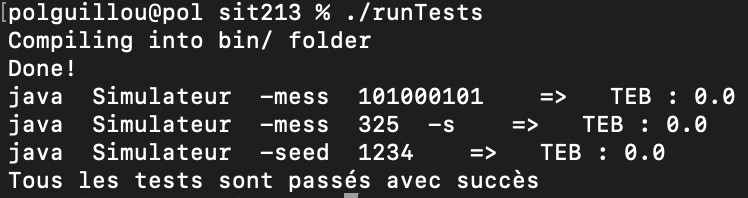 [polguillou@pol sit213 % ./runTests
Compiling into bin/ folder
Done!
java  Simulateur  -mess  101000101    =>   TEB : 0.0
java  Simulateur  -mess  325  -s    =>   TEB : 0.0
java  Simulateur  -seed  1234    =>   TEB : 0.0
Tous les tests sont passés avec succès